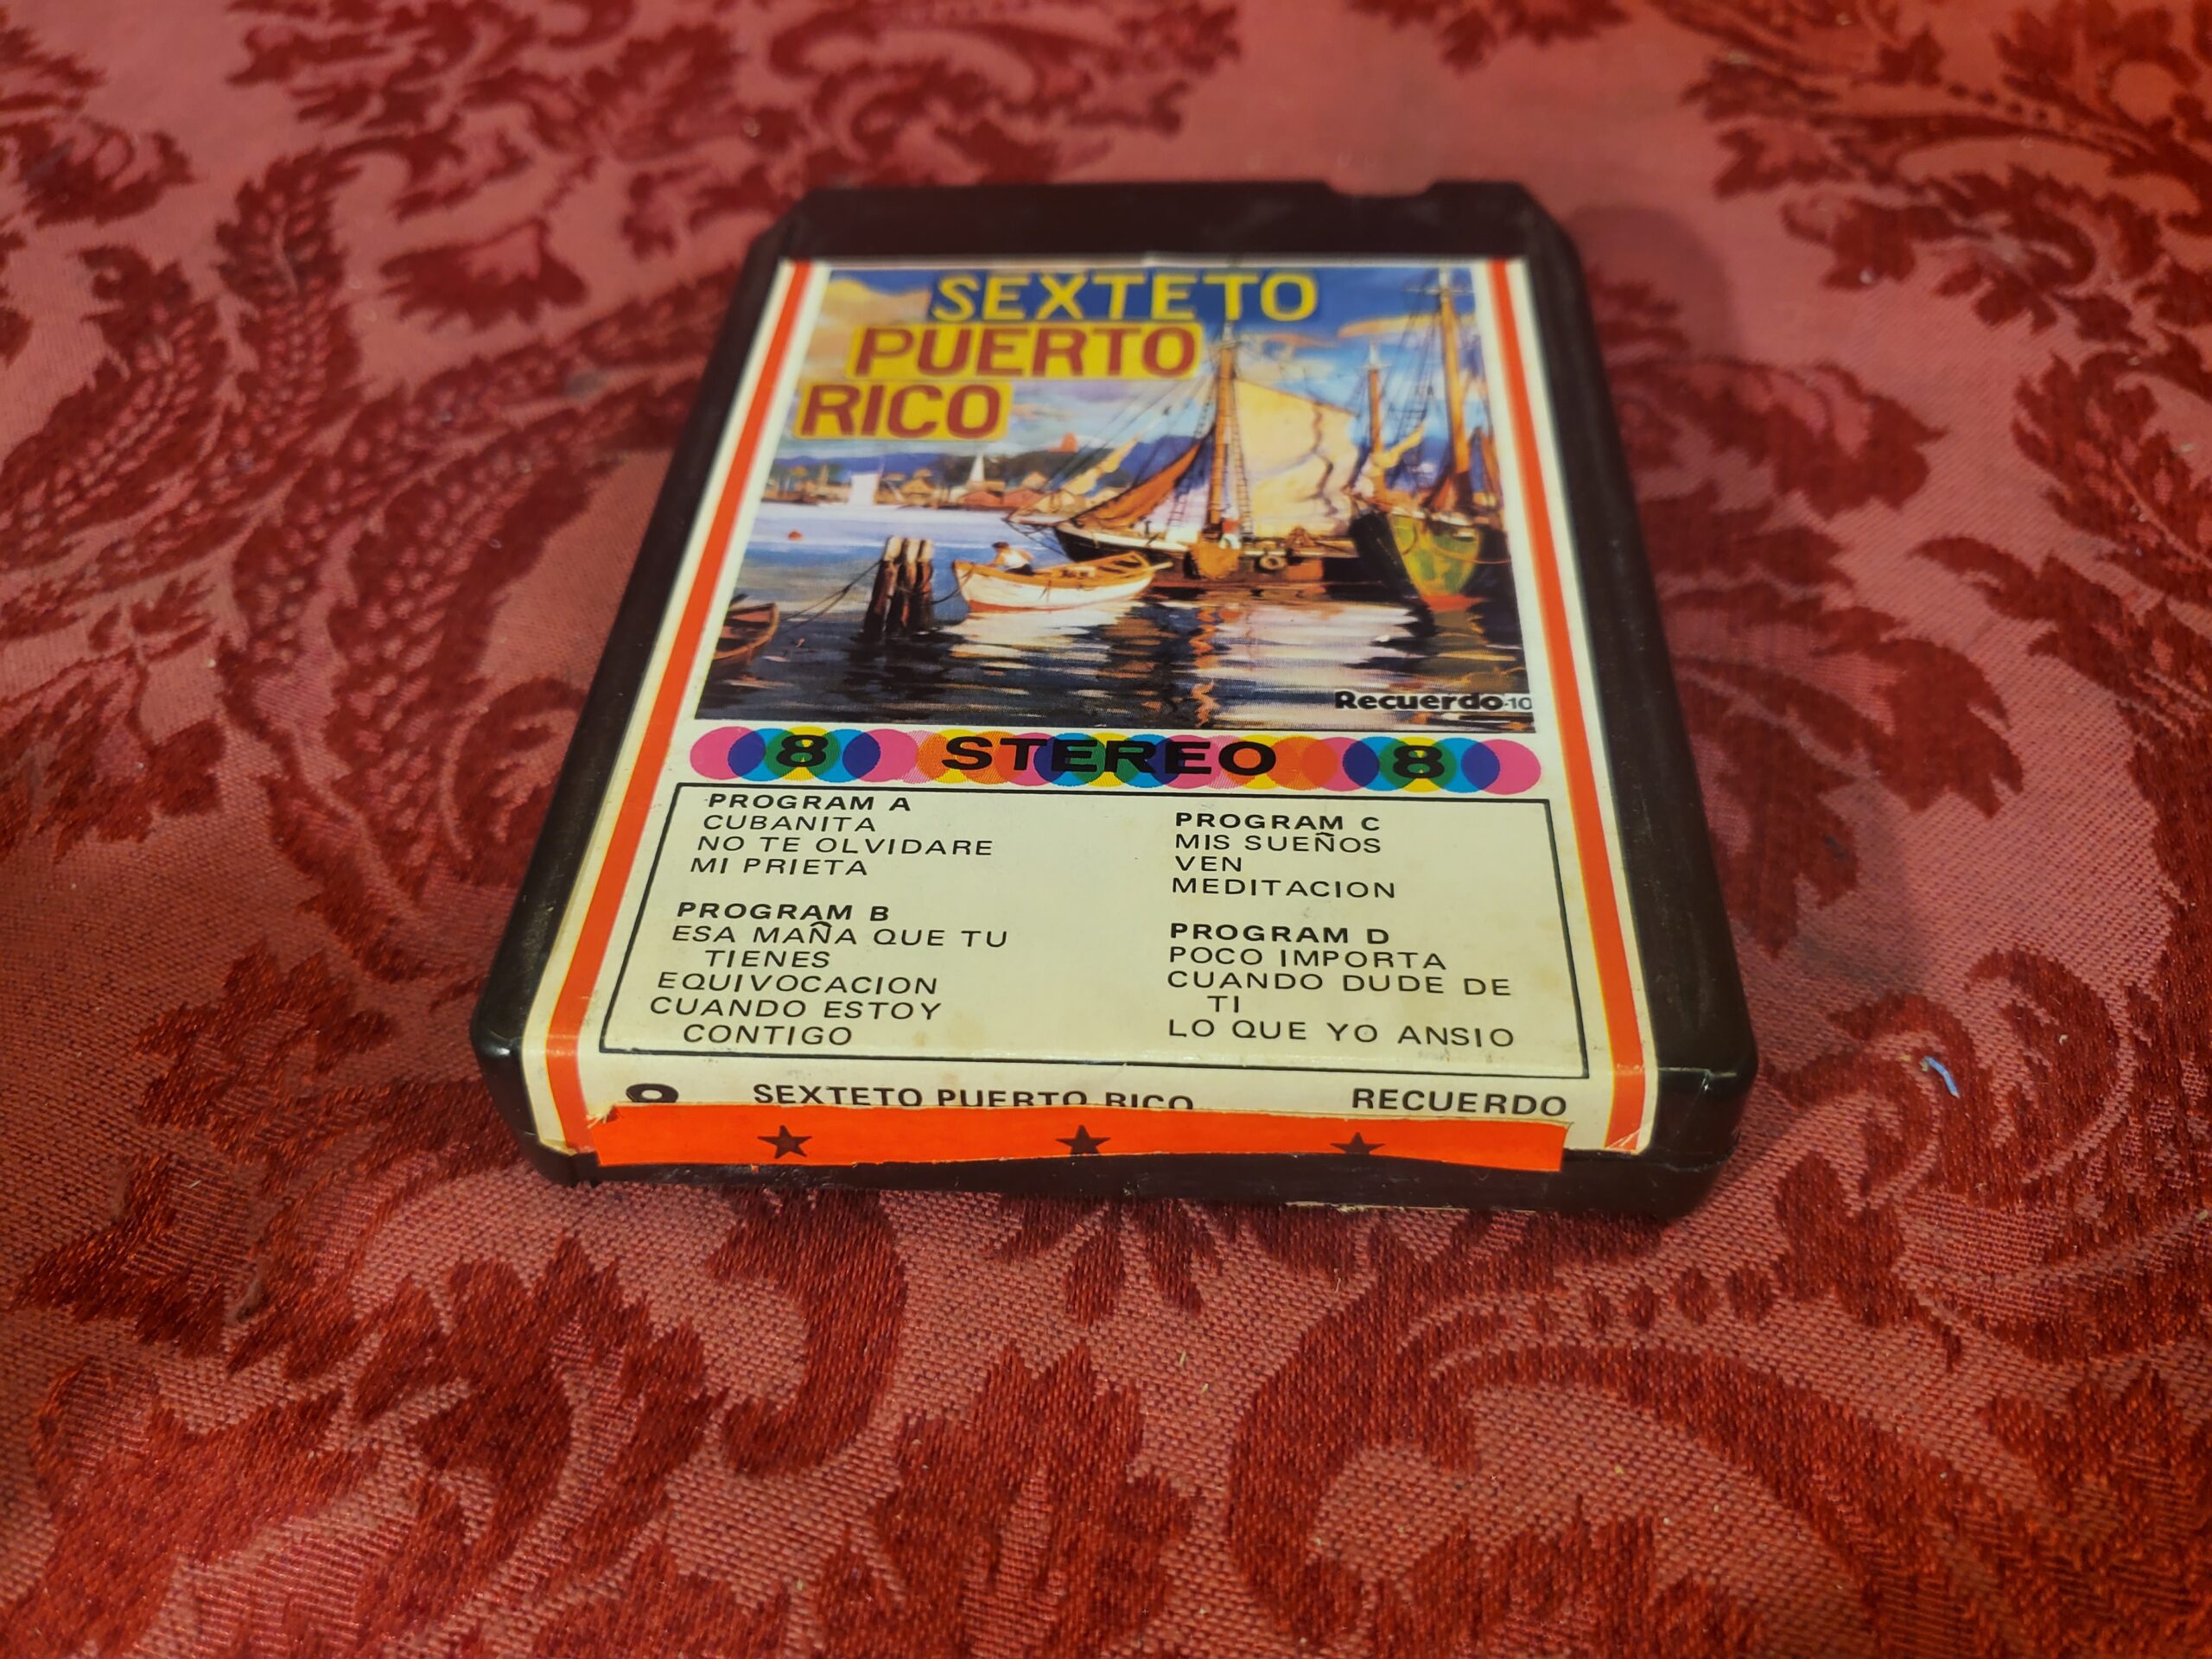 SEXTETO
PUERTO
RICO
Recuerdo-10
8 STEREO 8
PROGRAM A
CUBANITA
NO TE OLVIDARE
MI PRIETA
PROGRAM B
ESA MAÑA QUE TU
TIENES
EQUIVOCACION
CUANDO ESTOY
CONTIGO
PROGRAM C
MIS SUEÑOS
VEN
MEDITACION
PROGRAM D
POCO IMPORTA
CUANDO DUDE DE
TI
LO QUE YO ANSIO
SEXTETO PUERTO RICO RECUERDO